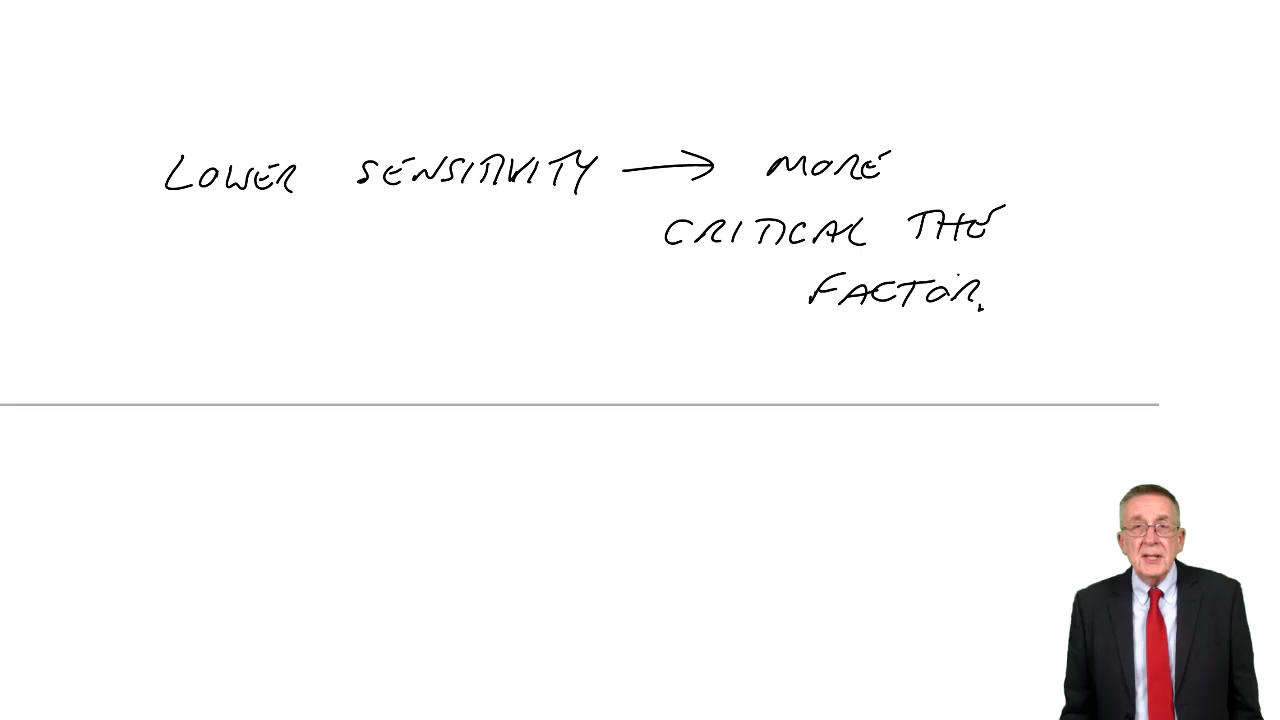 LOWER SENSITIVITY → MORE
CRITICAL THE
FACTOR.